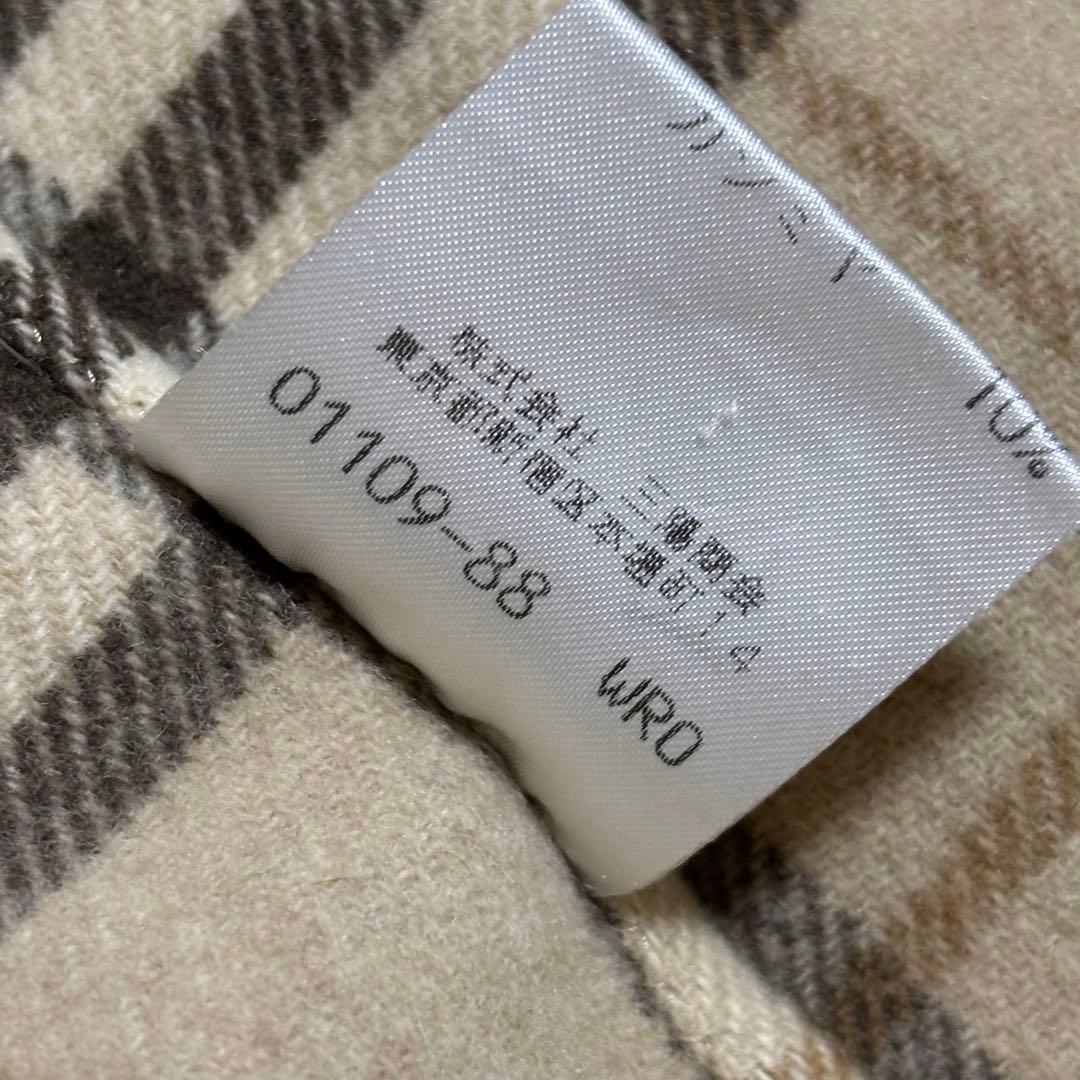 カシミヤ 10%
株式会社 三陽商会
東京都新宿区本塩町14
01109-88 WRO